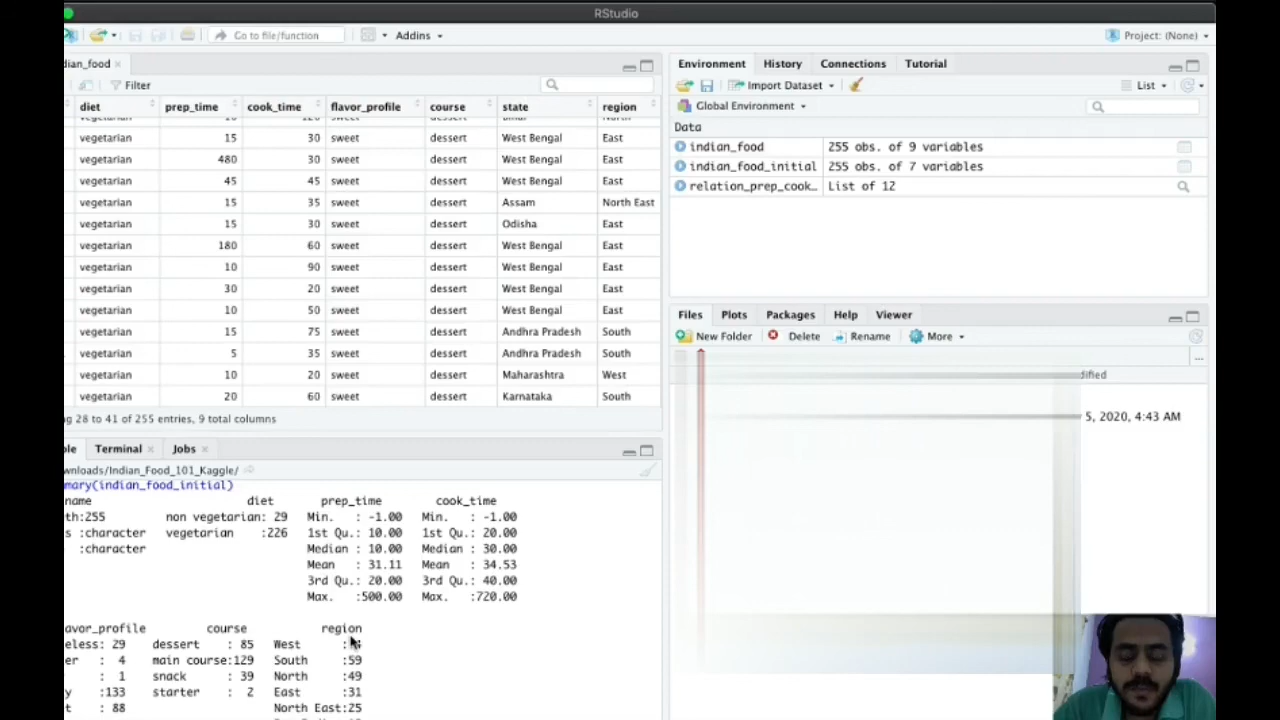 RStudio
Go to file/function Addins Project: (None)
dian_food
Filter
diet prep_time cook_time flavor_profile course state region
vegetarian 15 30 sweet dessert West Bengal East
vegetarian 480 30 sweet dessert West Bengal East
vegetarian 45 45 sweet dessert West Bengal East
vegetarian 15 35 sweet dessert Assam North East
vegetarian 15 30 sweet dessert Odisha East
vegetarian 180 60 sweet dessert West Bengal East
vegetarian 10 90 sweet dessert West Bengal East
vegetarian 30 20 sweet dessert West Bengal East
vegetarian 10 50 sweet dessert West Bengal East
vegetarian 15 75 sweet dessert Andhra Pradesh South
vegetarian 5 35 sweet dessert Andhra Pradesh South
vegetarian 10 20 sweet dessert Maharashtra West
vegetarian 20 60 sweet dessert Karnataka South
g 28 to 41 of 255 entries, 9 total columns
ole Terminal Jobs
wnloads/Indian_Food_101_Kaggle/
mary(indian_food_initial)
name diet prep_time cook_time
th:255 non vegetarian: 29 Min. : -1.00 Min. : -1.00
s :character vegetarian :226 1st Qu.: 10.00 1st Qu.: 20.00
:character Median : 10.00 Median : 30.00
Mean : 31.11 Mean : 34.53
3rd Qu.: 20.00 3rd Qu.: 40.00
Max. :500.00 Max. :720.00
avor_profile course region
eless: 29 dessert : 85 West
er : 4 main course:129 South :59
: 1 snack : 39 North :49
y :133 starter : 2 East :31
t : 88 North East:25
Environment History Connections Tutorial
Import Dataset List
Global Environment
Data
indian_food 255 obs. of 9 variables
indian_food_initial 255 obs. of 7 variables
relation_prep_cook… List of 12
Files Plots Packages Help Viewer
New Folder Delete Rename More
dified
5, 2020, 4:43 AM